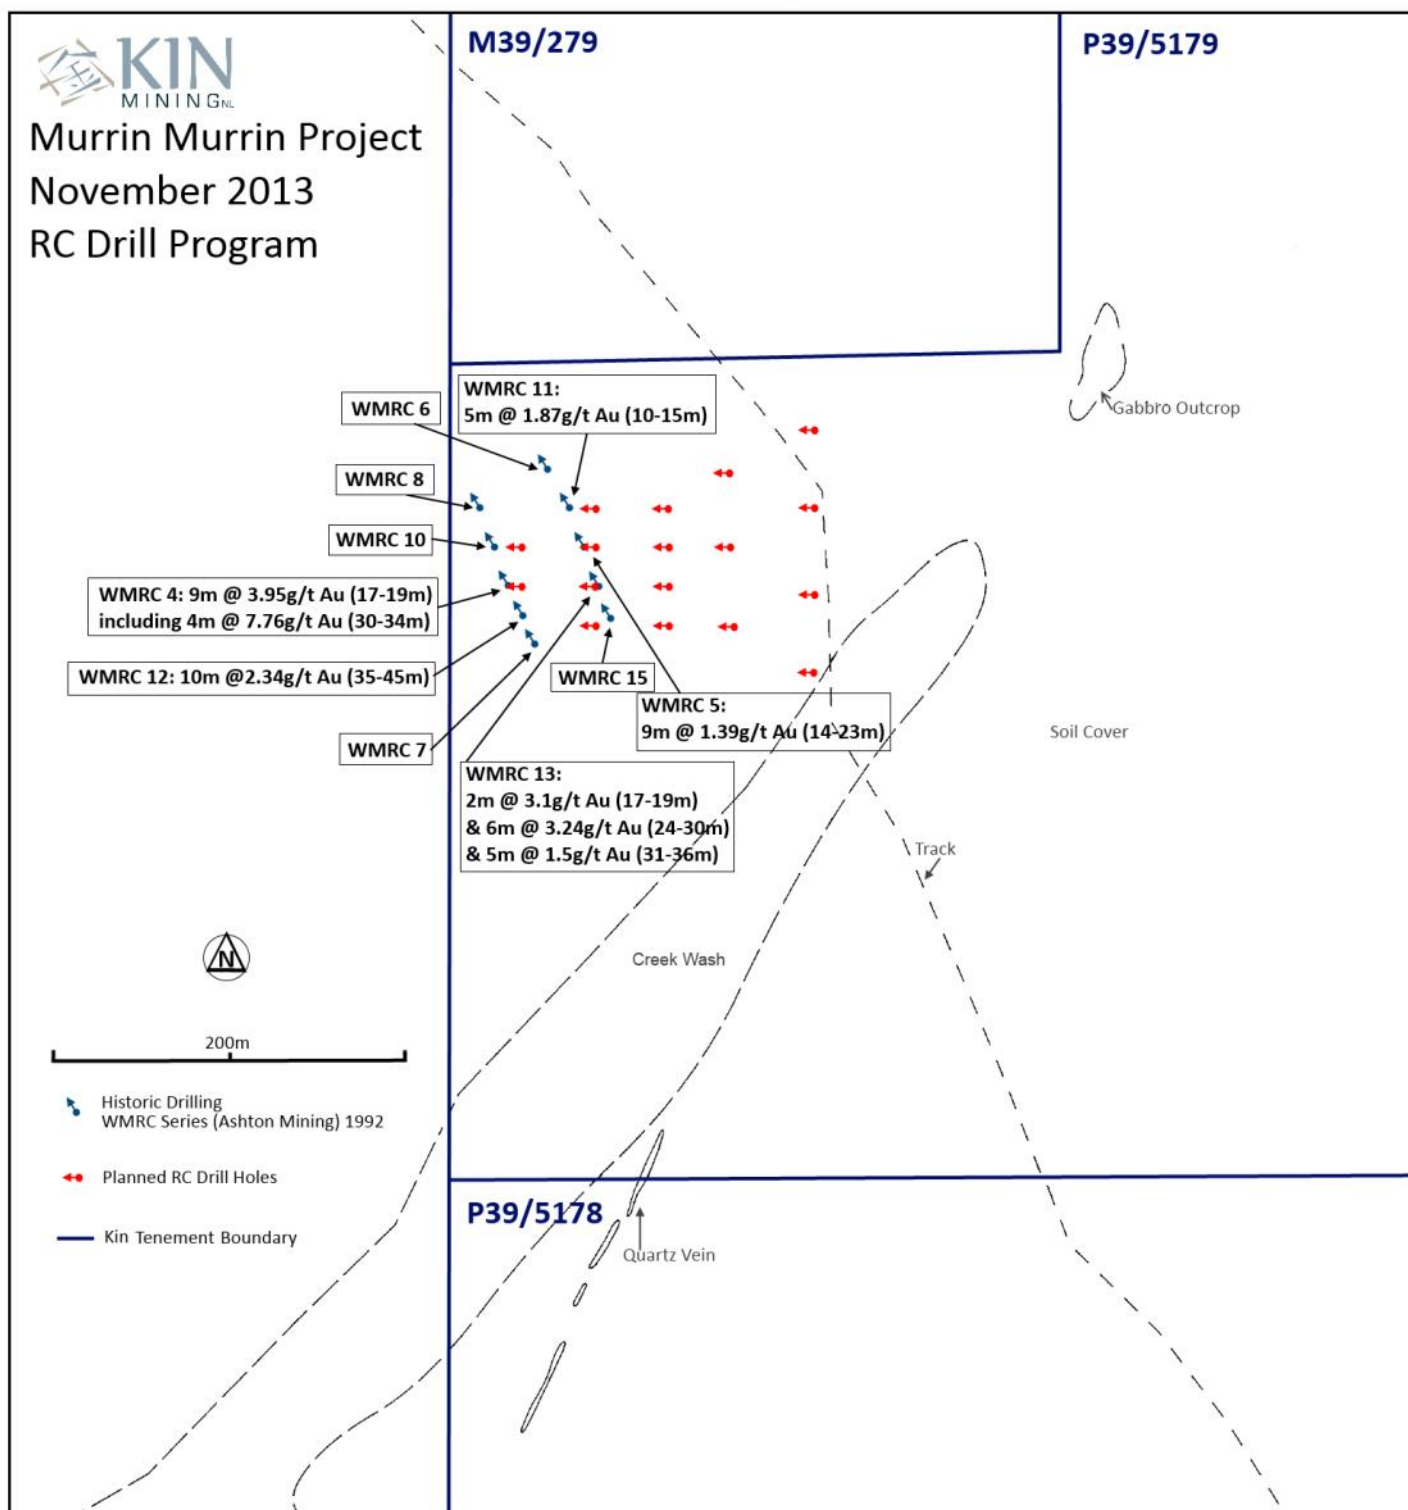 KIN
MINING NL
Murrin Murrin Project
November 2013
RC Drill Program
M39/279
P39/5179
WMRC 6
WMRC 11:
5m @ 1.87g/t Au (10-15m)
Gabbro Outcrop
WMRC 8
WMRC 10
WMRC 4: 9m @ 3.95g/t Au (17-19m)
including 4m @ 7.76g/t Au (30-34m)
WMRC 12: 10m @2.34g/t Au (35-45m)
WMRC 15
WMRC 5:
9m @ 1.39g/t Au (14-23m)
Soil Cover
WMRC 7
WMRC 13:
2m @ 3.1g/t Au (17-19m)
& 6m @ 3.24g/t Au (24-30m)
& 5m @ 1.5g/t Au (31-36m)
Track
N
Creek Wash
200m
Historic Drilling
WMRC Series (Ashton Mining) 1992
Planned RC Drill Holes
Kin Tenement Boundary
P39/5178
Quartz Vein